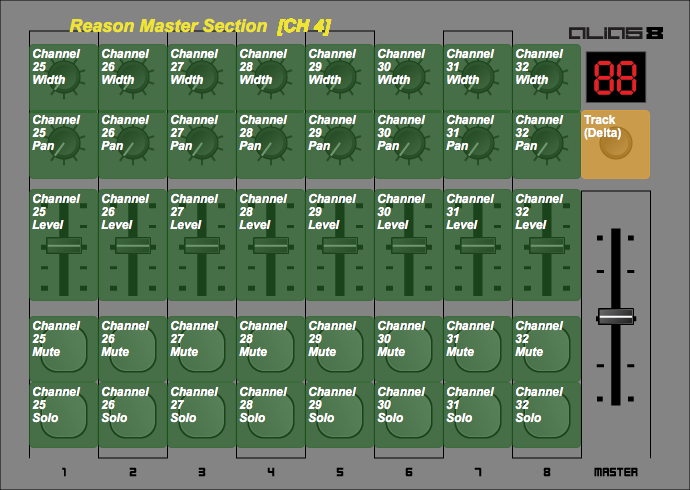 Reason Master Section [CH 4]
ALIAS 8
Channel 25 Width
Channel 26 Width
Channel 27 Width
Channel 28 Width
Channel 29 Width
Channel 30 Width
Channel 31 Width
Channel 32 Width
88
Channel 25 Pan
Channel 26 Pan
Channel 27 Pan
Channel 28 Pan
Channel 29 Pan
Channel 30 Pan
Channel 31 Pan
Channel 32 Pan
Track (Delta)
Channel 25 Level
Channel 26 Level
Channel 27 Level
Channel 28 Level
Channel 29 Level
Channel 30 Level
Channel 31 Level
Channel 32 Level
Channel 25 Mute
Channel 26 Mute
Channel 27 Mute
Channel 28 Mute
Channel 29 Mute
Channel 30 Mute
Channel 31 Mute
Channel 32 Mute
Channel 25 Solo
Channel 26 Solo
Channel 27 Solo
Channel 28 Solo
Channel 29 Solo
Channel 30 Solo
Channel 31 Solo
Channel 32 Solo
1 2 3 4 5 6 7 8 MASTER